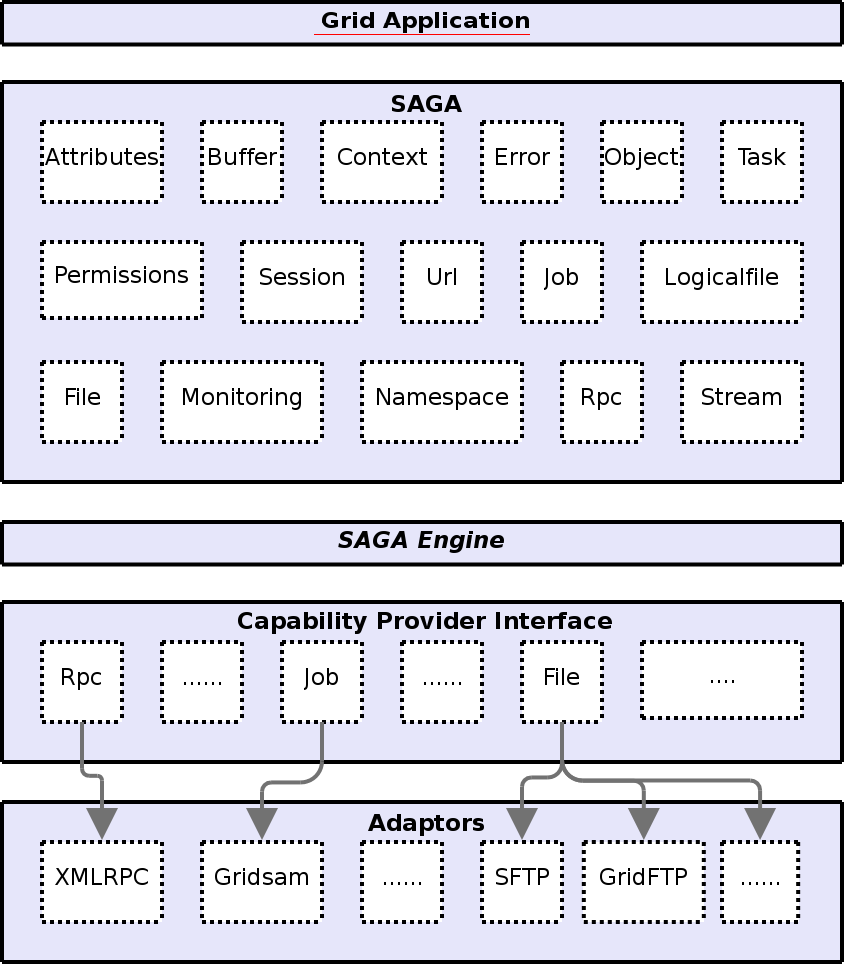 Grid Application
SAGA
Attributes Buffer Context Error Object Task
Permissions Session Url Job Logicalfile
File Monitoring Namespace Rpc Stream
SAGA Engine
Capability Provider Interface
Rpc ...... Job ...... File ....
Adaptors
XMLRPC Gridsam ...... SFTP GridFTP ......